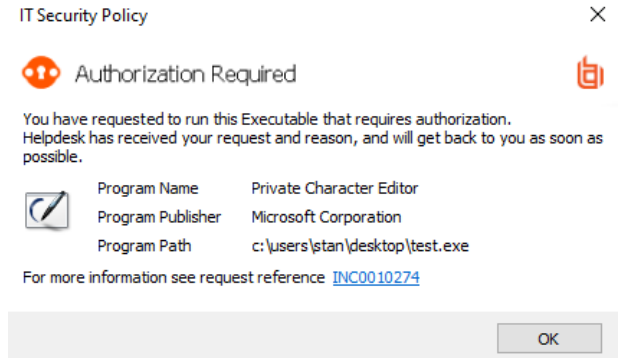 IT Security Policy
Authorization Required
You have requested to run this Executable that requires authorization.
Helpdesk has received your request and reason, and will get back to you as soon as
possible.
Program Name Private Character Editor
Program Publisher Microsoft Corporation
Program Path c:\users\stan\desktop\test.exe
For more information see request reference INC0010274
OK